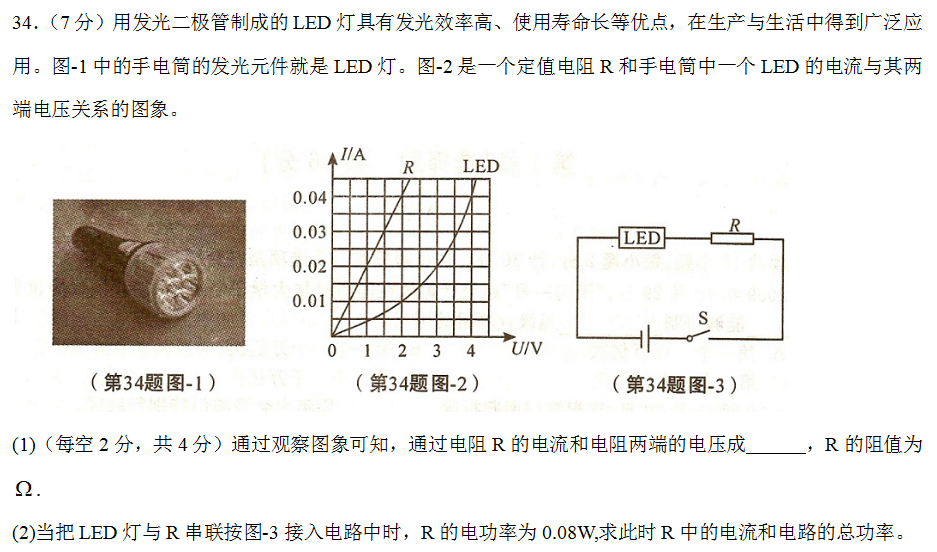 34.（7 分）用发光二极管制成的 LED 灯具有发光效率高、使用寿命长等优点，在生产与生活中得到广泛应
用。图-1 中的手电筒的发光元件就是 LED 灯。图-2 是一个定值电阻 R 和手电筒中一个 LED 的电流与其两
端电压关系的图象。
I/A
R
LED
0.04
0.03
0.02
0.01
0 1 2 3 4 U/V
LED
R
S
（第34题图-1）
（第34题图-2）
（第34题图-3）
(1)（每空 2 分，共 4 分）通过观察图象可知，通过电阻 R 的电流和电阻两端的电压成______，R 的阻值为
Ω.
(2)当把 LED 灯与 R 串联按图-3 接入电路中时，R 的电功率为 0.08W,求此时 R 中的电流和电路的总功率。